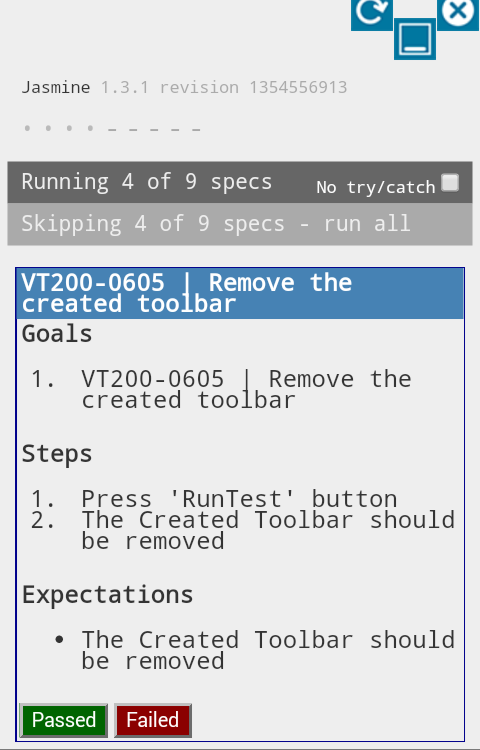 Jasmine 1.3.1 revision 1354556913
• • • • - - - - -
Running 4 of 9 specs No try/catch
Skipping 4 of 9 specs - run all
VT200-0605 | Remove the
created toolbar
Goals
1. VT200-0605 | Remove the
created toolbar
Steps
1. Press 'RunTest' button
2. The Created Toolbar should
be removed
Expectations
• The Created Toolbar should
be removed
Passed Failed